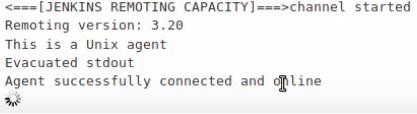 <===[JENKINS REMOTING CAPACITY]===>channel started
Remoting version: 3.20
This is a Unix agent
Evacuated stdout
Agent successfully connected and online